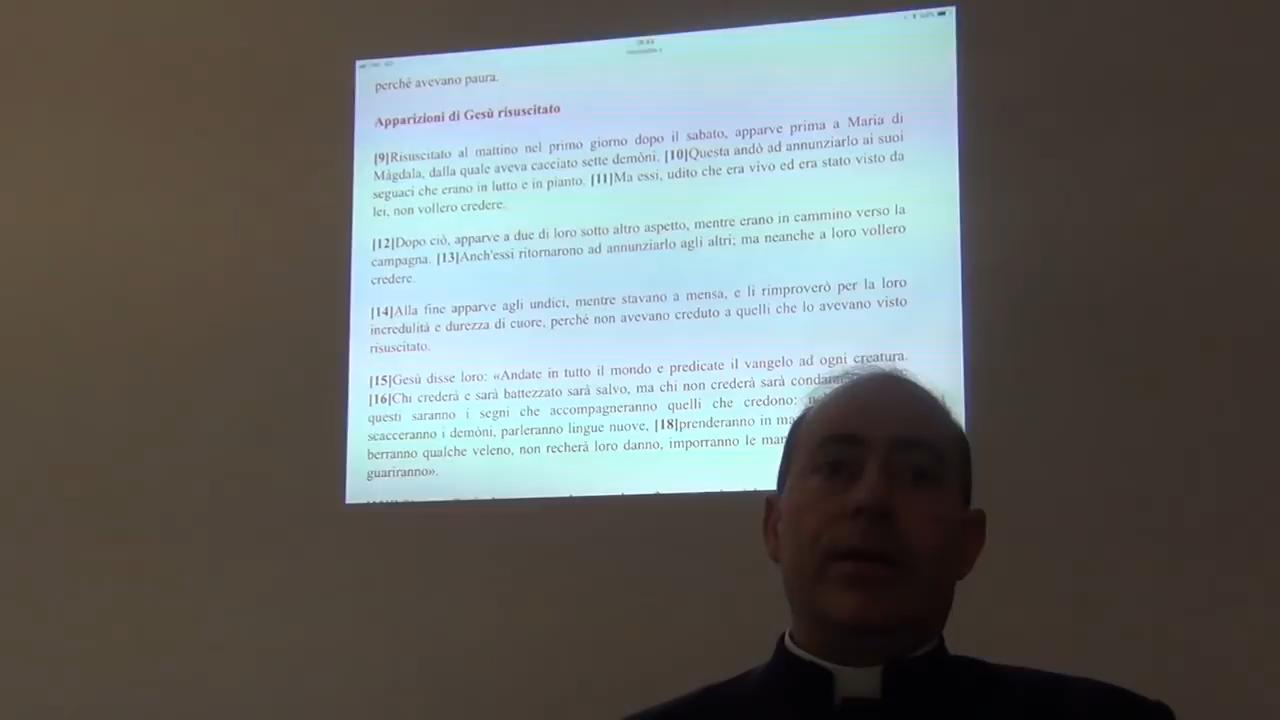 perché avevano paura.
Apparizioni di Gesù risuscitato
[9]Risuscitato al mattino nel primo giorno dopo il sabato, apparve prima a Maria di
Màgdala, dalla quale aveva cacciato sette demòni. [10]Questa andò ad annunziarlo ai suoi
seguaci che erano in lutto e in pianto. [11]Ma essi, udito che era vivo ed era stato visto da
lei, non vollero credere.
[12]Dopo ciò, apparve a due di loro sotto altro aspetto, mentre erano in cammino verso la
campagna. [13]Anch'essi ritornarono ad annunziarlo agli altri; ma neanche a loro vollero
credere.
[14]Alla fine apparve agli undici, mentre stavano a mensa, e li rimproverò per la loro
incredulità e durezza di cuore, perché non avevano creduto a quelli che lo avevano visto
risuscitato.
[15]Gesù disse loro: «Andate in tutto il mondo e predicate il vangelo ad ogni creatura.
[16]Chi crederà e sarà battezzato sarà salvo, ma chi non crederà sarà
questi saranno i segni che accompagneranno quelli che credono:
scacceranno i demòni, parleranno lingue nuove, [18]prenderanno in
berranno qualche veleno, non recherà loro danno, imporranno le
guariranno».